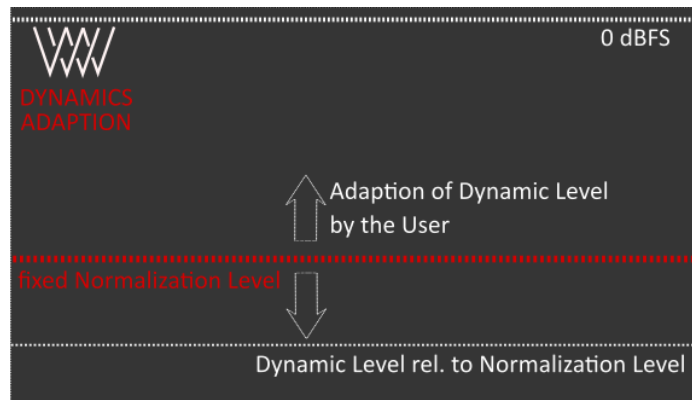 0 dBFS
DYNAMICS
ADAPTION
Adaption of Dynamic Level
by the User
fixed Normalization Level
Dynamic Level rel. to Normalization Level